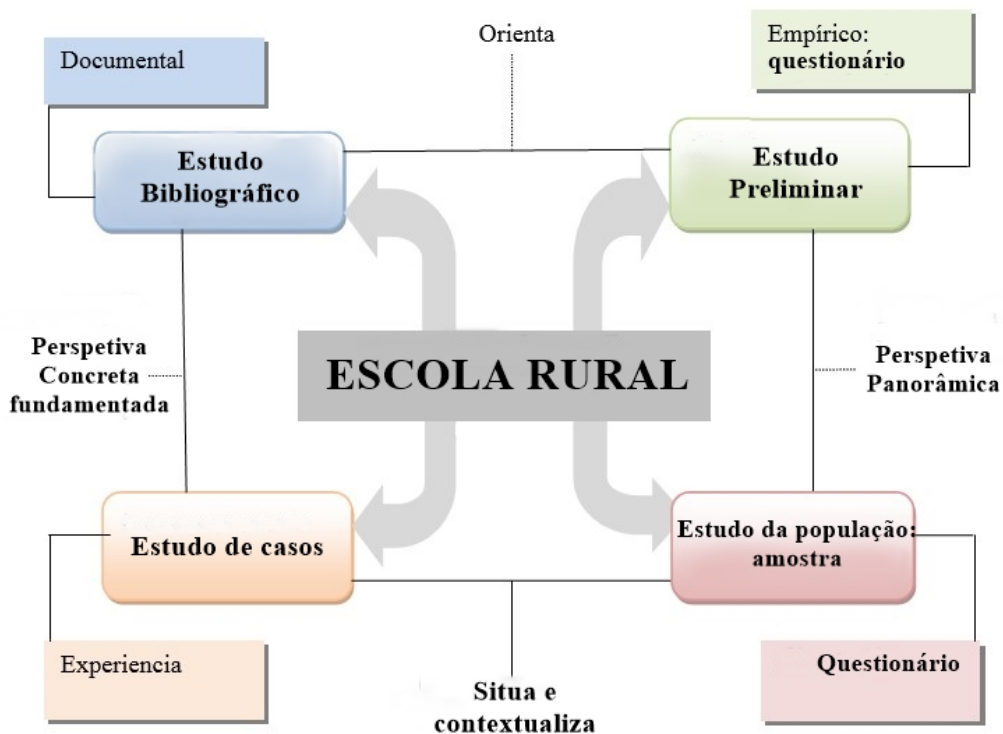 Orienta
Documental
Empírico:
questionário
Estudo
Bibliográfico
Estudo
Preliminar
Perspetiva
Concreta
fundamentada
ESCOLA RURAL
Perspetiva
Panorâmica
Estudo de casos
Estudo da população:
amostra
Experiencia
Questionário
Situa e
contextualiza